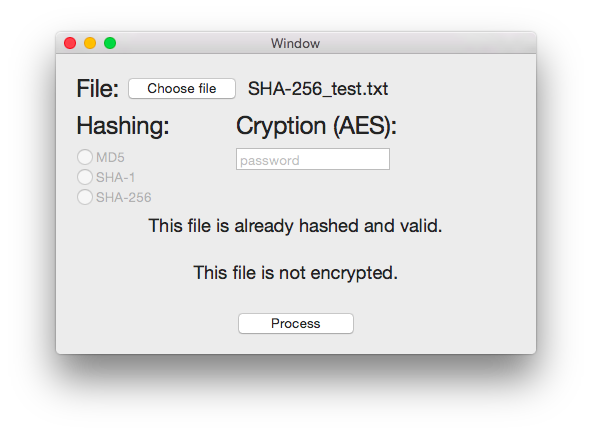 Window
File: Choose file SHA-256_test.txt
Hashing: Cryption (AES):
MD5 password
SHA-1
SHA-256
This file is already hashed and valid.
This file is not encrypted.
Process